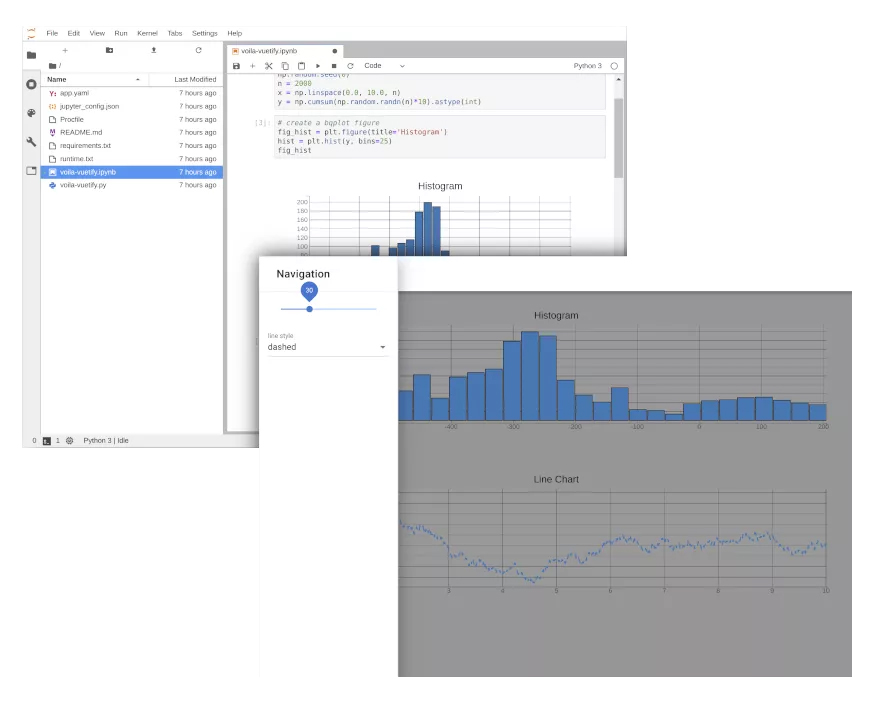 File Edit View Run Kernel Tabs Settings Help
voila-vuetify.ipynb
/
Code
Python 3
Name Last Modified
app.yaml 7 hours ago
jupyter_config.json 7 hours ago
Procfile 7 hours ago
README.md 7 hours ago
requirements.txt 7 hours ago
runtime.txt 7 hours ago
voila-vuetify.ipynb 7 hours ago
voila-vuetify.py 7 hours ago
np.random.seed(0)
n = 2000
x = np.linspace(0.0, 10.0, n)
y = np.cumsum(np.random.randn(n)*10).astype(int)
[3]:
# create a bqplot figure
fig_hist = plt.figure(title='Histogram')
hist = plt.hist(y, bins=25)
fig_hist
Histogram
200
180
160
140
120
100
0 1 Python 3 | Idle
Navigation
30
line style
dashed
Histogram
-400 -300 -200 -100 0 100 200
Line Chart
3 4 5 6 7 8 9 10